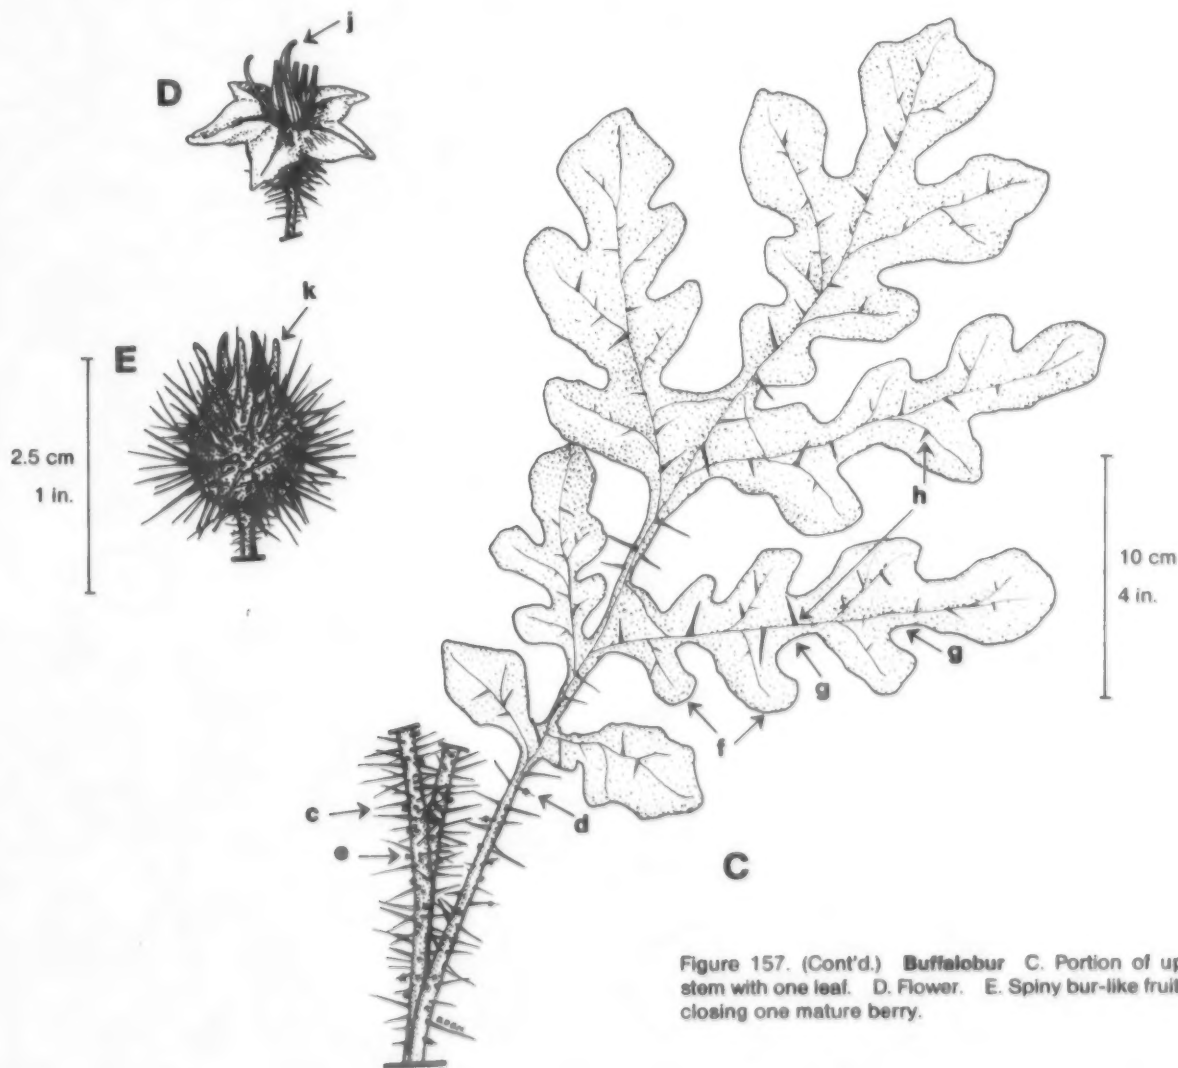 j
D
k
E
2.5 cm
1 in.
h
10 cm
4 in.
g
g
f
c
d
e
C
Figure 157. (Cont'd.) Buffalobur C. Portion of up
stem with one leaf. D. Flower. E. Spiny bur-like fruit
closing one mature berry.